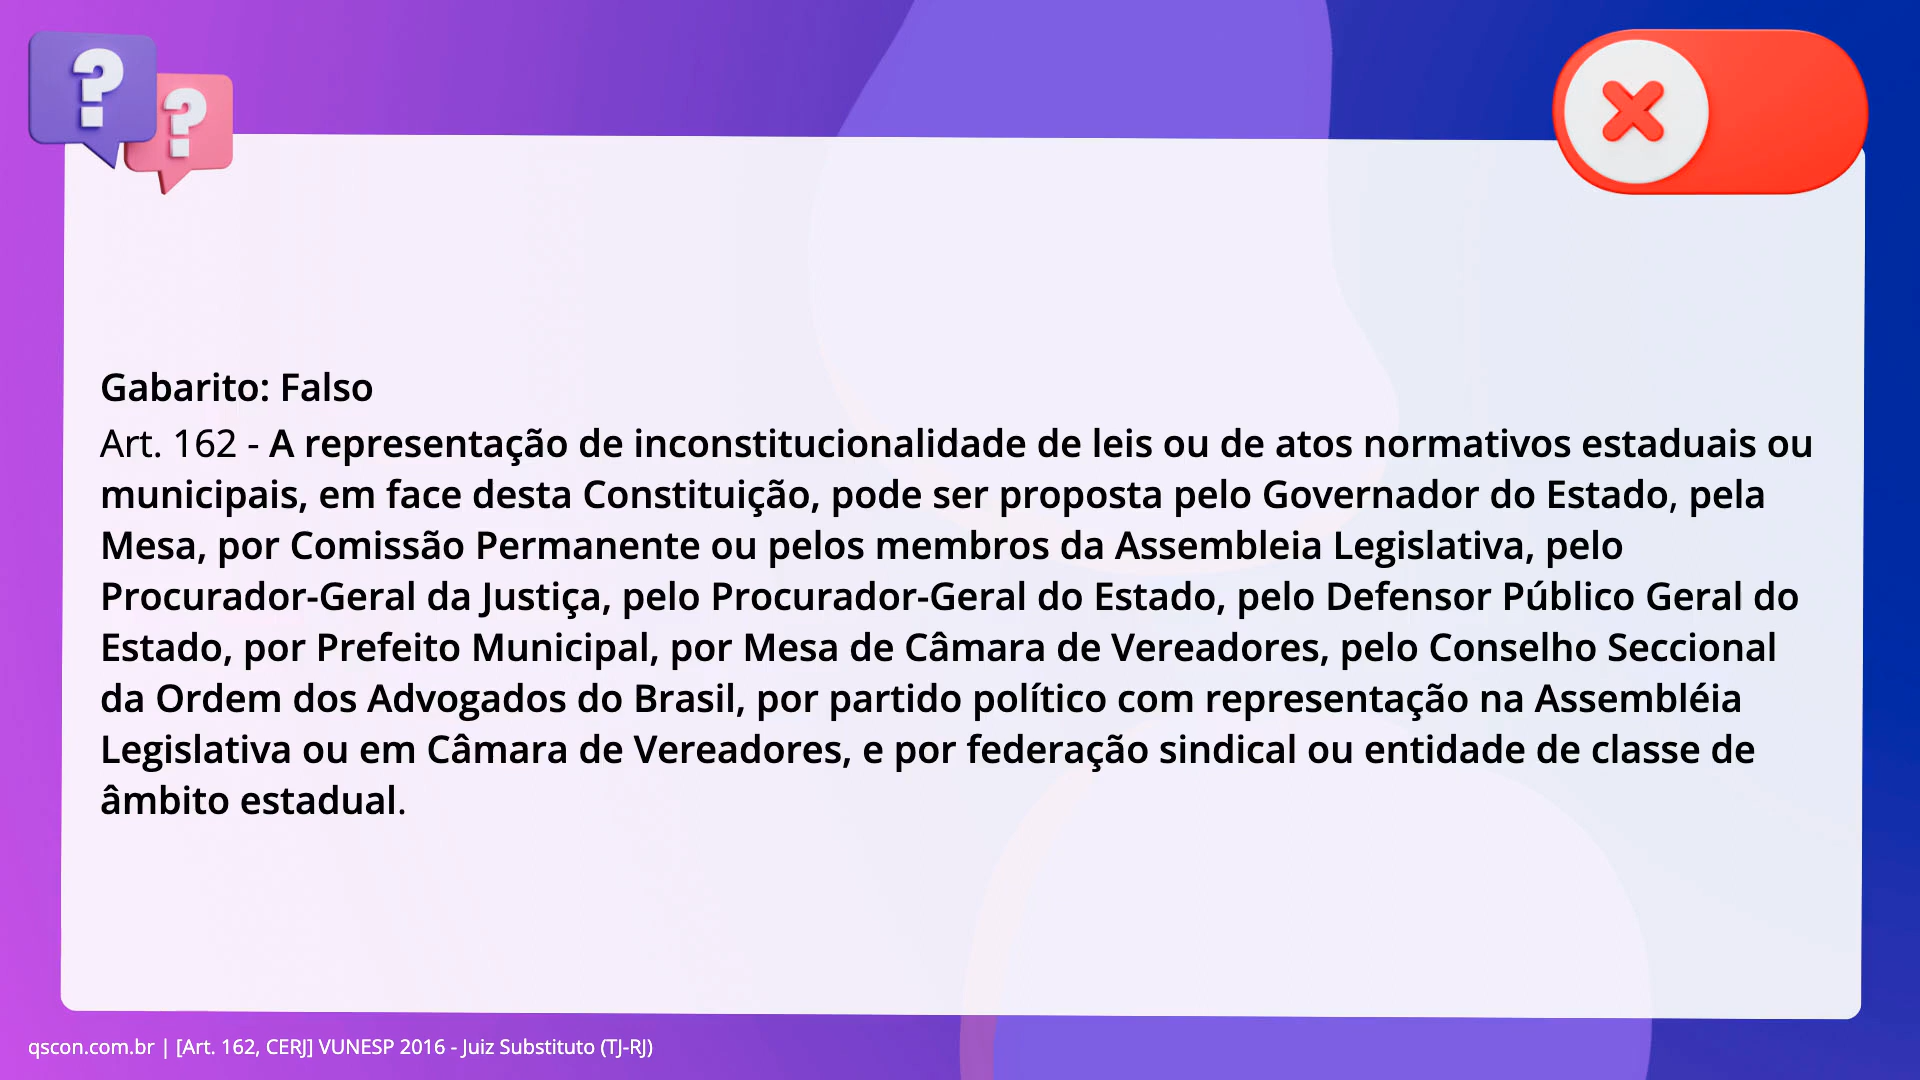 Gabarito: Falso
Art. 162 - A representação de inconstitucionalidade de leis ou de atos normativos estaduais ou
municipais, em face desta Constituição, pode ser proposta pelo Governador do Estado, pela
Mesa, por Comissão Permanente ou pelos membros da Assembleia Legislativa, pelo
Procurador-Geral da Justiça, pelo Procurador-Geral do Estado, pelo Defensor Público Geral do
Estado, por Prefeito Municipal, por Mesa de Câmara de Vereadores, pelo Conselho Seccional
da Ordem dos Advogados do Brasil, por partido político com representação na Assembléia
Legislativa ou em Câmara de Vereadores, e por federação sindical ou entidade de classe de
âmbito estadual.
qscon.com.br | [Art. 162, CERJ] VUNESP 2016 - Juiz Substituto (TJ-RJ)